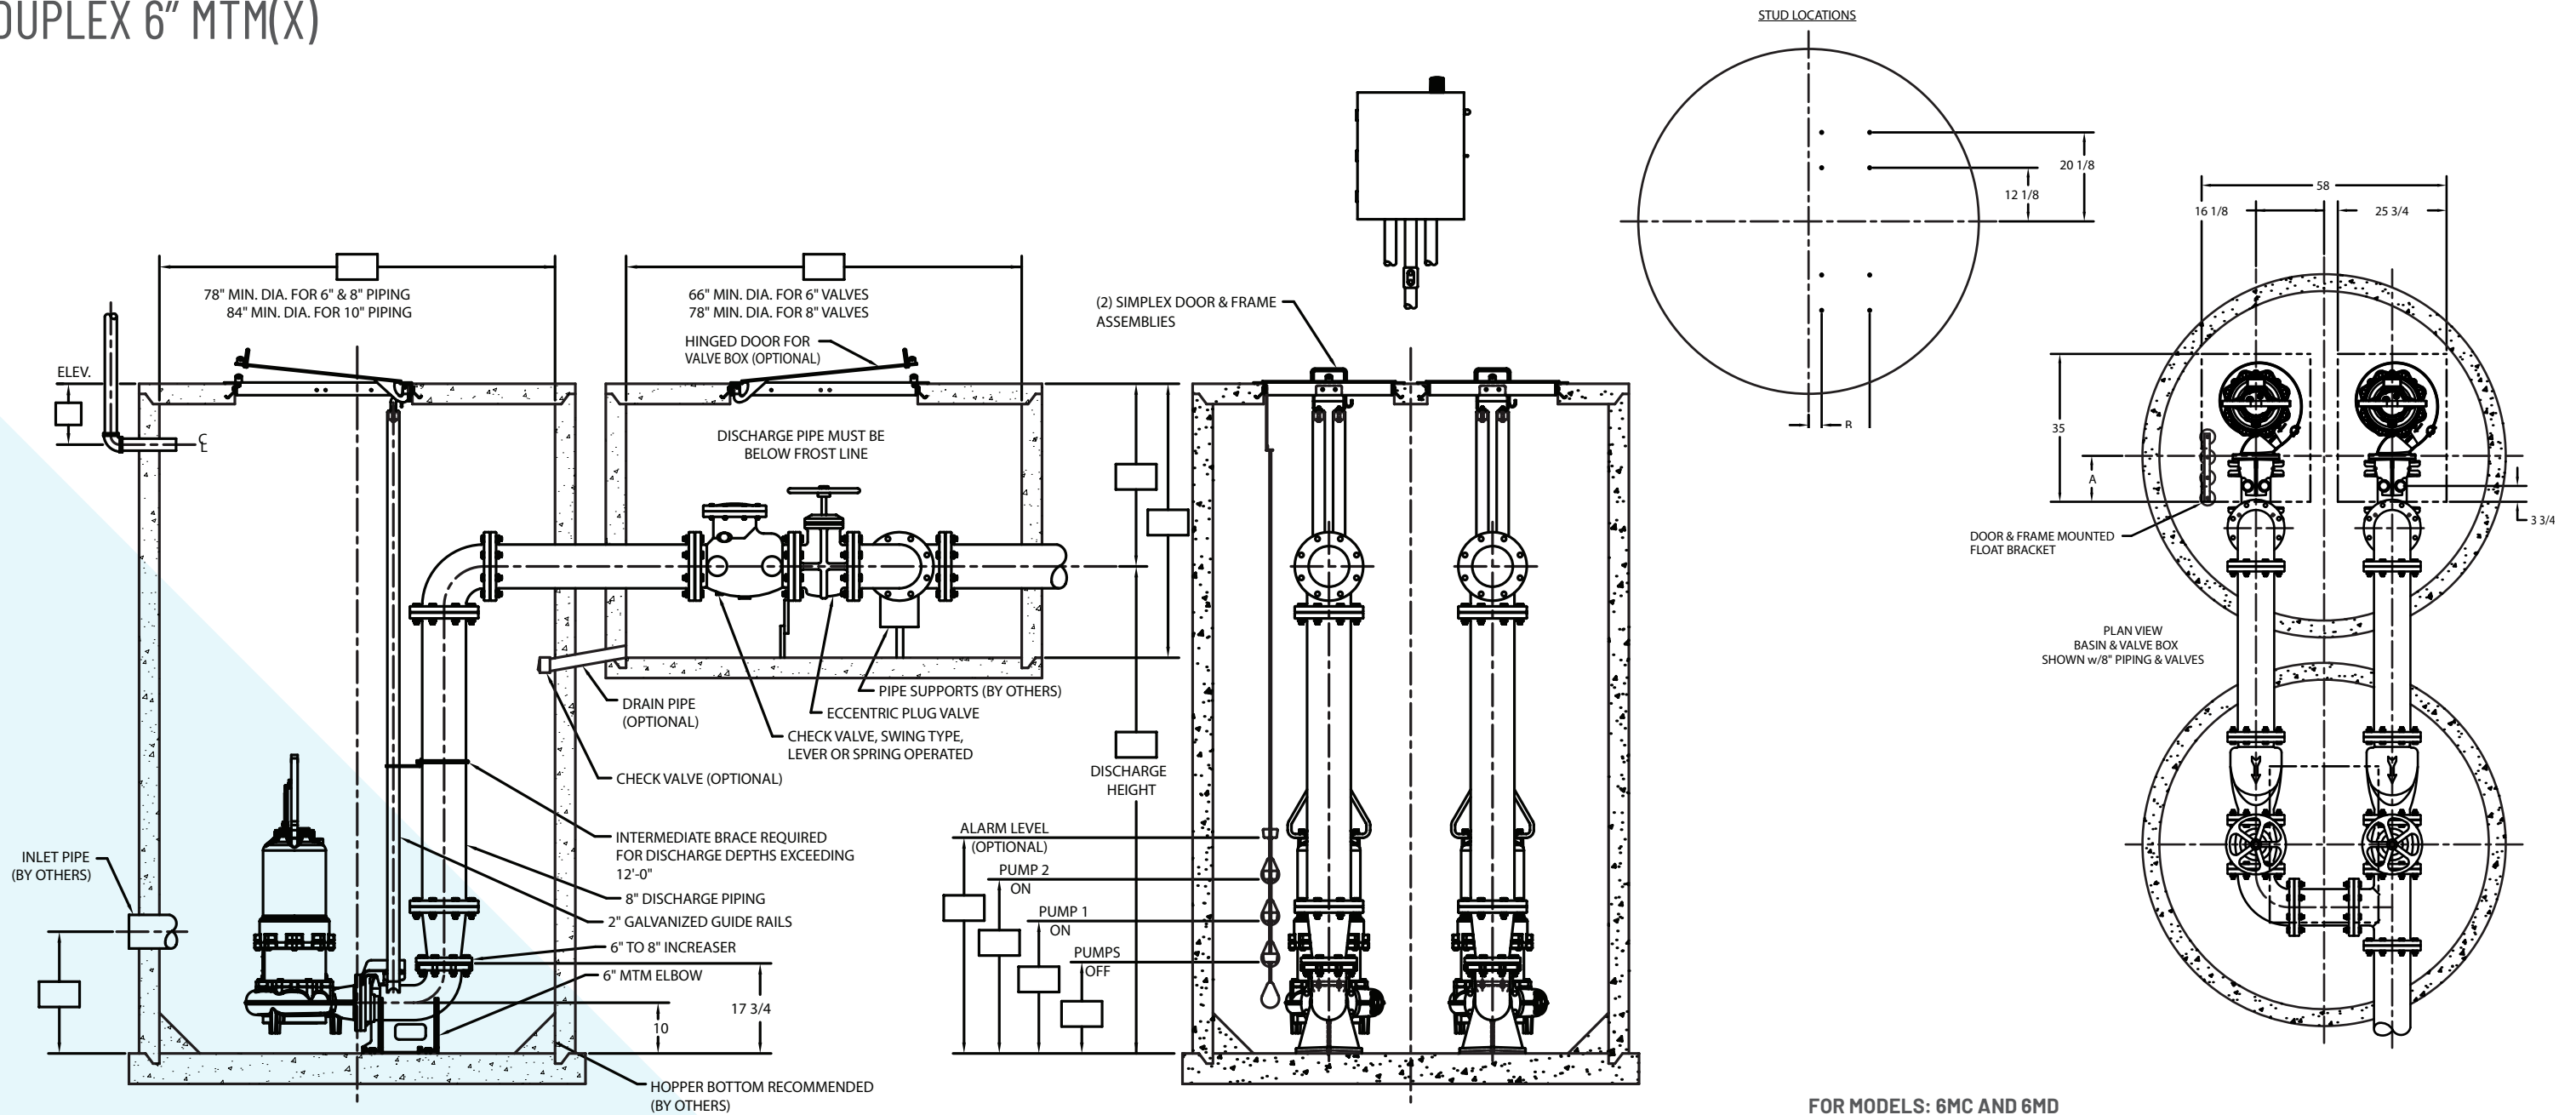 DUPLEX 6” MTM(X)
STUD LOCATIONS
20 1/8
12 1/8
B
58
16 1/8
25 3/4
35
A
3 3/4
DOOR & FRAME MOUNTED
FLOAT BRACKET
PLAN VIEW
BASIN & VALVE BOX
SHOWN w/8" PIPING & VALVES
78" MIN. DIA. FOR 6" & 8" PIPING
84" MIN. DIA. FOR 10" PIPING
66" MIN. DIA. FOR 6" VALVES
78" MIN. DIA. FOR 8" VALVES
HINGED DOOR FOR
VALVE BOX (OPTIONAL)
(2) SIMPLEX DOOR & FRAME
ASSEMBLIES
ELEV.
CL
DISCHARGE PIPE MUST BE
BELOW FROST LINE
PIPE SUPPORTS (BY OTHERS)
DRAIN PIPE
(OPTIONAL)
ECCENTRIC PLUG VALVE
CHECK VALVE, SWING TYPE,
LEVER OR SPRING OPERATED
CHECK VALVE (OPTIONAL)
DISCHARGE
HEIGHT
INTERMEDIATE BRACE REQUIRED
FOR DISCHARGE DEPTHS EXCEEDING
12'-0"
ALARM LEVEL
(OPTIONAL)
PUMP 2
ON
PUMP 1
ON
PUMPS
OFF
INLET PIPE
(BY OTHERS)
8" DISCHARGE PIPING
2" GALVANIZED GUIDE RAILS
6" TO 8" INCREASER
6" MTM ELBOW
17 3/4
10
HOPPER BOTTOM RECOMMENDED
(BY OTHERS)
FOR MODELS: 6MC AND 6MD